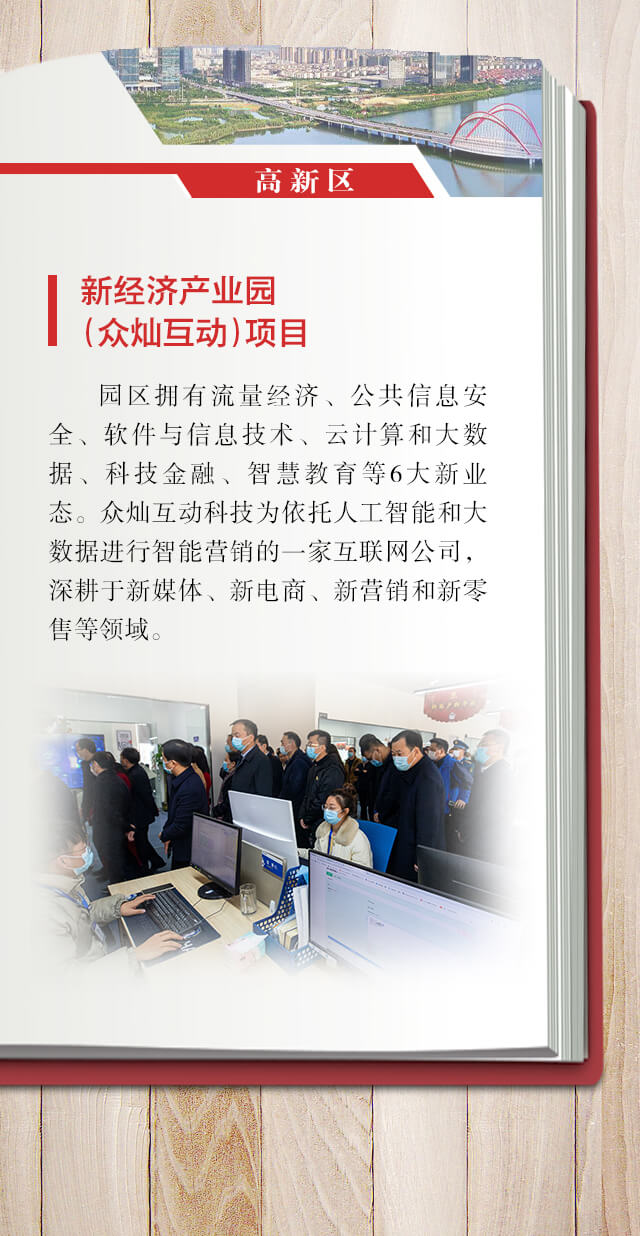 高新区
新经济产业园
（众灿互动）项目
园区拥有流量经济、公共信息安
全、软件与信息技术、云计算和大数
据、科技金融、智慧教育等6大新业
态。众灿互动科技为依托人工智能和大
数据进行智能营销的一家互联网公司，
深耕于新媒体、新电商、新营销和新零
售等领域。